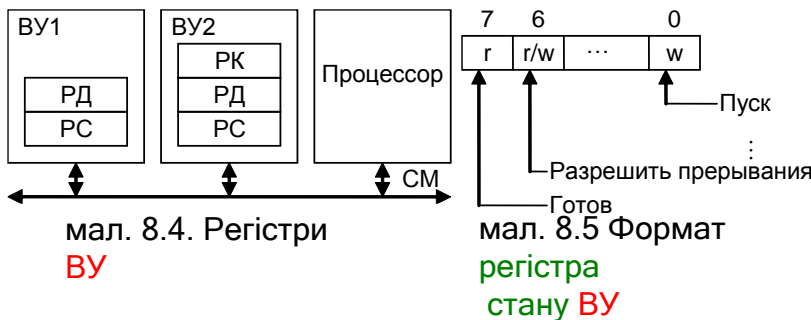 ВУ1
РД
РС
ВУ2
РК
РД
РС
Процессор
СМ
мал. 8.4. Регістри
ВУ
7 6 0
r r/w ... w
Пуск
...
Разрешить прерывания
Готов
мал. 8.5 Формат
регістра
стану ВУ